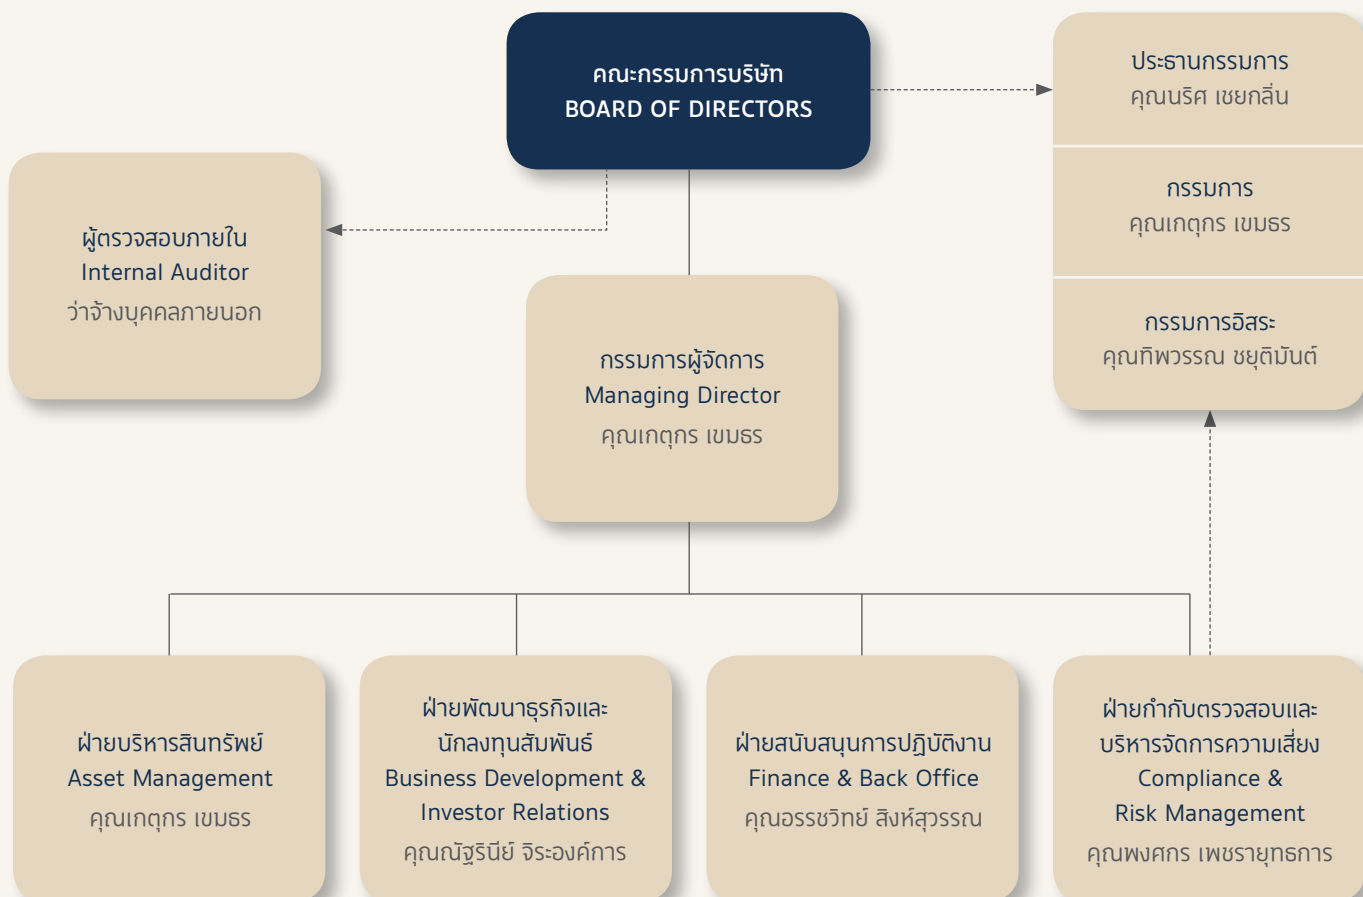 คณะกรรมการบริษัท
BOARD OF DIRECTORS
ประธานกรรมการ
คุณนริศ เชยกลิ่น
กรรมการ
คุณเกตุกร เขมธร
กรรมการอิสระ
คุณทิพวรรณ ชยุติมันต์
ผู้ตรวจสอบภายใน
Internal Auditor
ว่าจ้างบุคคลภายนอก
กรรมการผู้จัดการ
Managing Director
คุณเกตุกร เขมธร
ฝ่ายบริหารสินทรัพย์
Asset Management
คุณเกตุกร เขมธร
ฝ่ายพัฒนาธุรกิจและ
นักลงทุนสัมพันธ์
Business Development &
Investor Relations
คุณณัฐรินีย์ จิระองค์การ
ฝ่ายสนับสนุนการปฏิบัติงาน
Finance & Back Office
คุณอรรชวิทย์ สิงห์สุวรรณ
ฝ่ายกำกับตรวจสอบและ
บริหารจัดการความเสี่ยง
Compliance &
Risk Management
คุณพงศกร เพชรายุทธการ